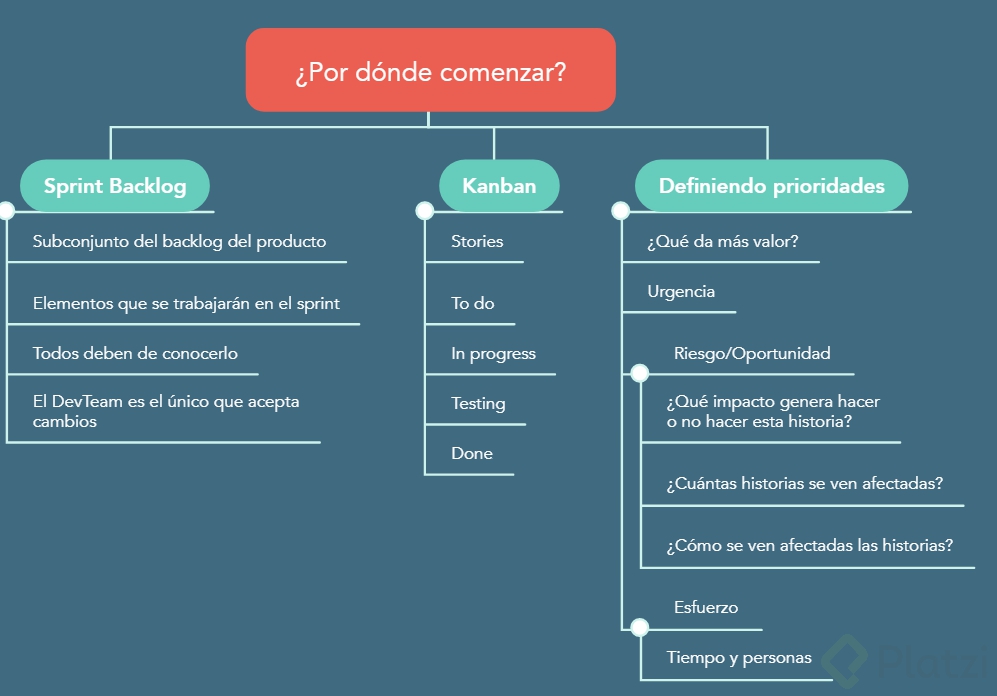 ¿Por dónde comenzar?
Sprint Backlog
Subconjunto del backlog del producto
Elementos que se trabajarán en el sprint
Todos deben de conocerlo
El DevTeam es el único que acepta
cambios
Kanban
Stories
To do
In progress
Testing
Done
Definiendo prioridades
¿Qué da más valor?
Urgencia
Riesgo/Oportunidad
¿Qué impacto genera hacer
o no hacer esta historia?
¿Cuántas historias se ven afectadas?
¿Cómo se ven afectadas las historias?
Esfuerzo
Tiempo y personas
Platzi